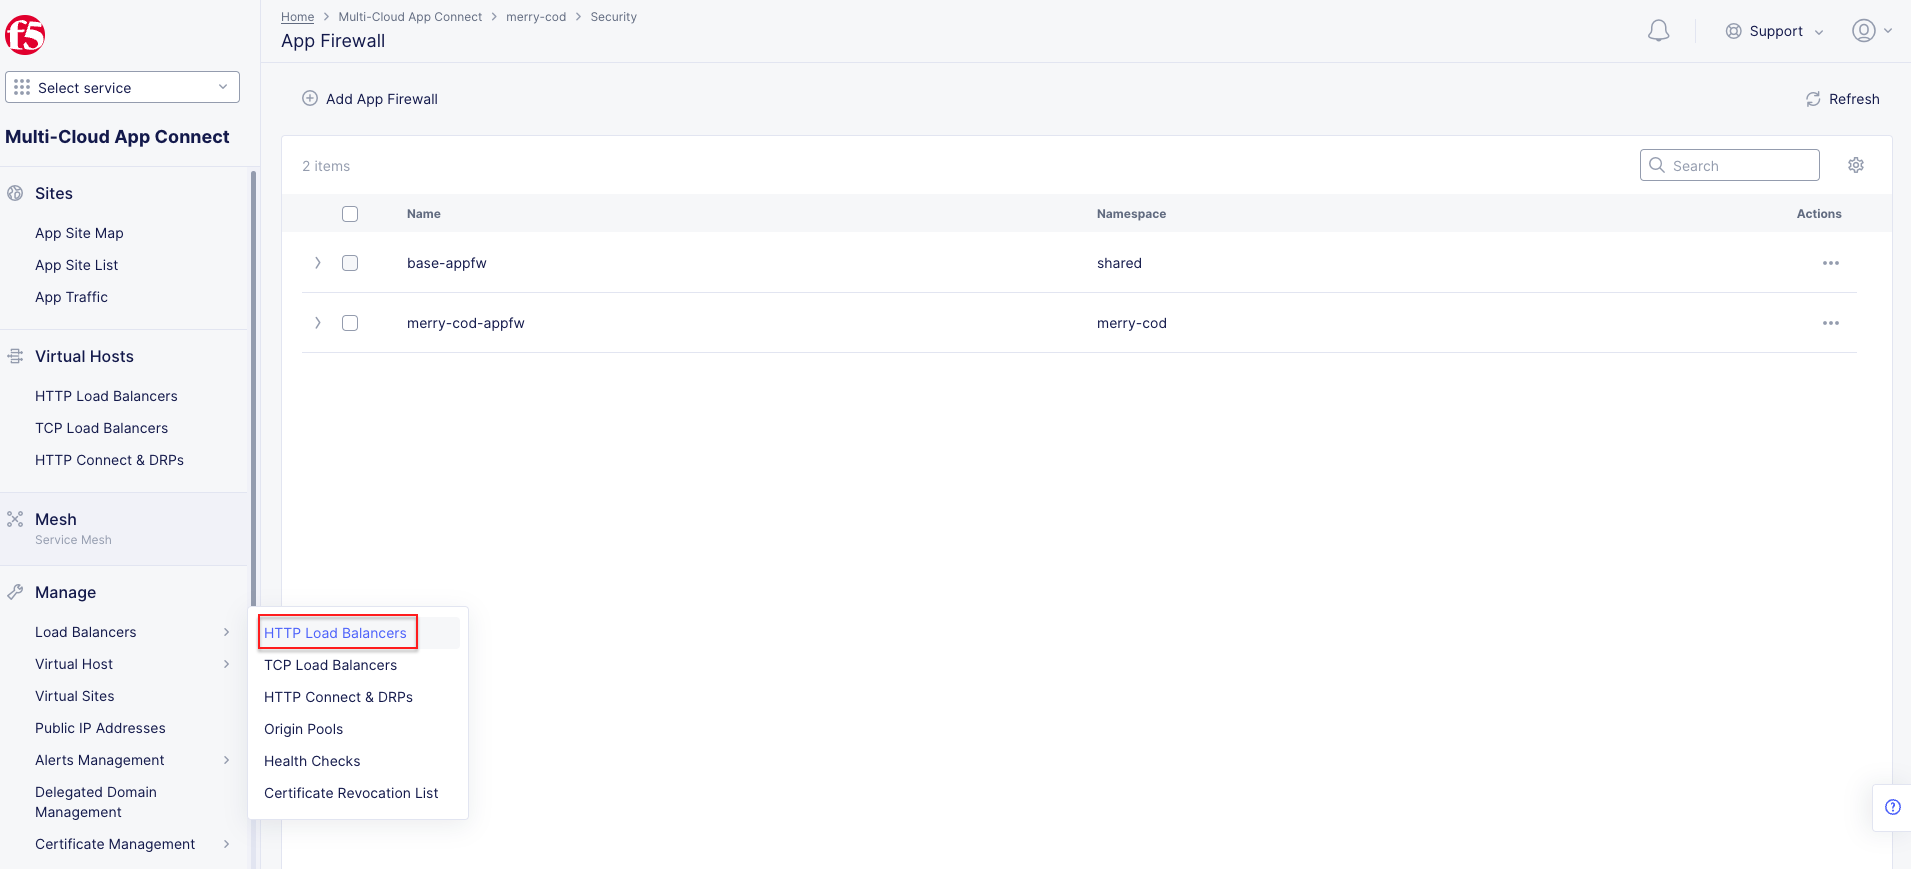 f5
Select service
Multi-Cloud App Connect
Sites
App Site Map
App Site List
App Traffic
Virtual Hosts
HTTP Load Balancers
TCP Load Balancers
HTTP Connect & DRPs
Mesh
Service Mesh
Manage
Load Balancers
Virtual Host
Virtual Sites
Public IP Addresses
Alerts Management
Delegated Domain
Management
Certificate Management
HTTP Load Balancers
TCP Load Balancers
HTTP Connect & DRPs
Origin Pools
Health Checks
Certificate Revocation List
Home > Multi-Cloud App Connect > merry-cod > Security
App Firewall
Support
Add App Firewall
Refresh
2 items
Search
Name Namespace Actions
base-appfw shared
merry-cod-appfw merry-cod